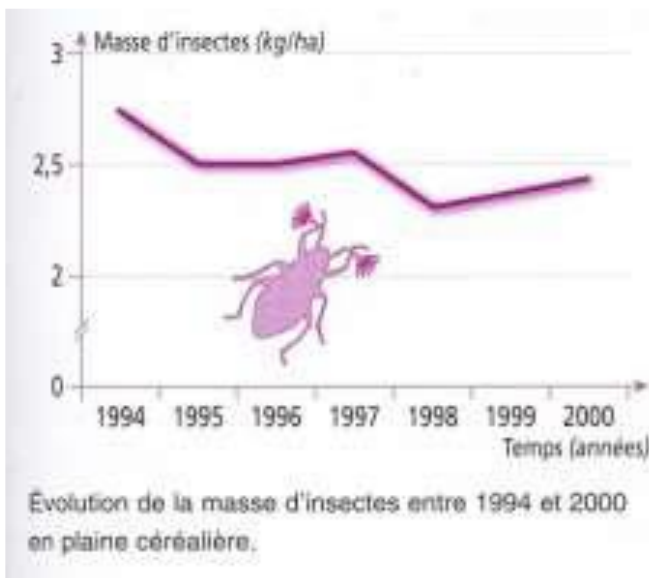 Masse d'insectes (kg/ha)
3
2,5
2
0
1994 1995 1996 1997 1998 1999 2000
Temps (années)
Évolution de la masse d'insectes entre 1994 et 2000
en plaine céréalière.